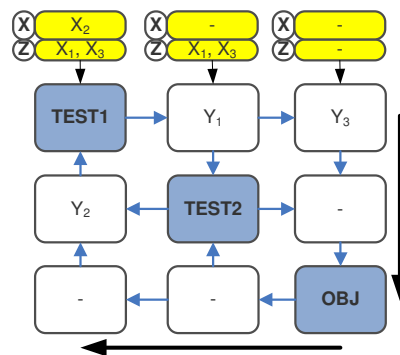 X X₂ X - X -
Z X₁, X₃ Z X₁, X₃ Z -
TEST1 Y₁ Y₃
Y₂ TEST2 -
- - OBJ